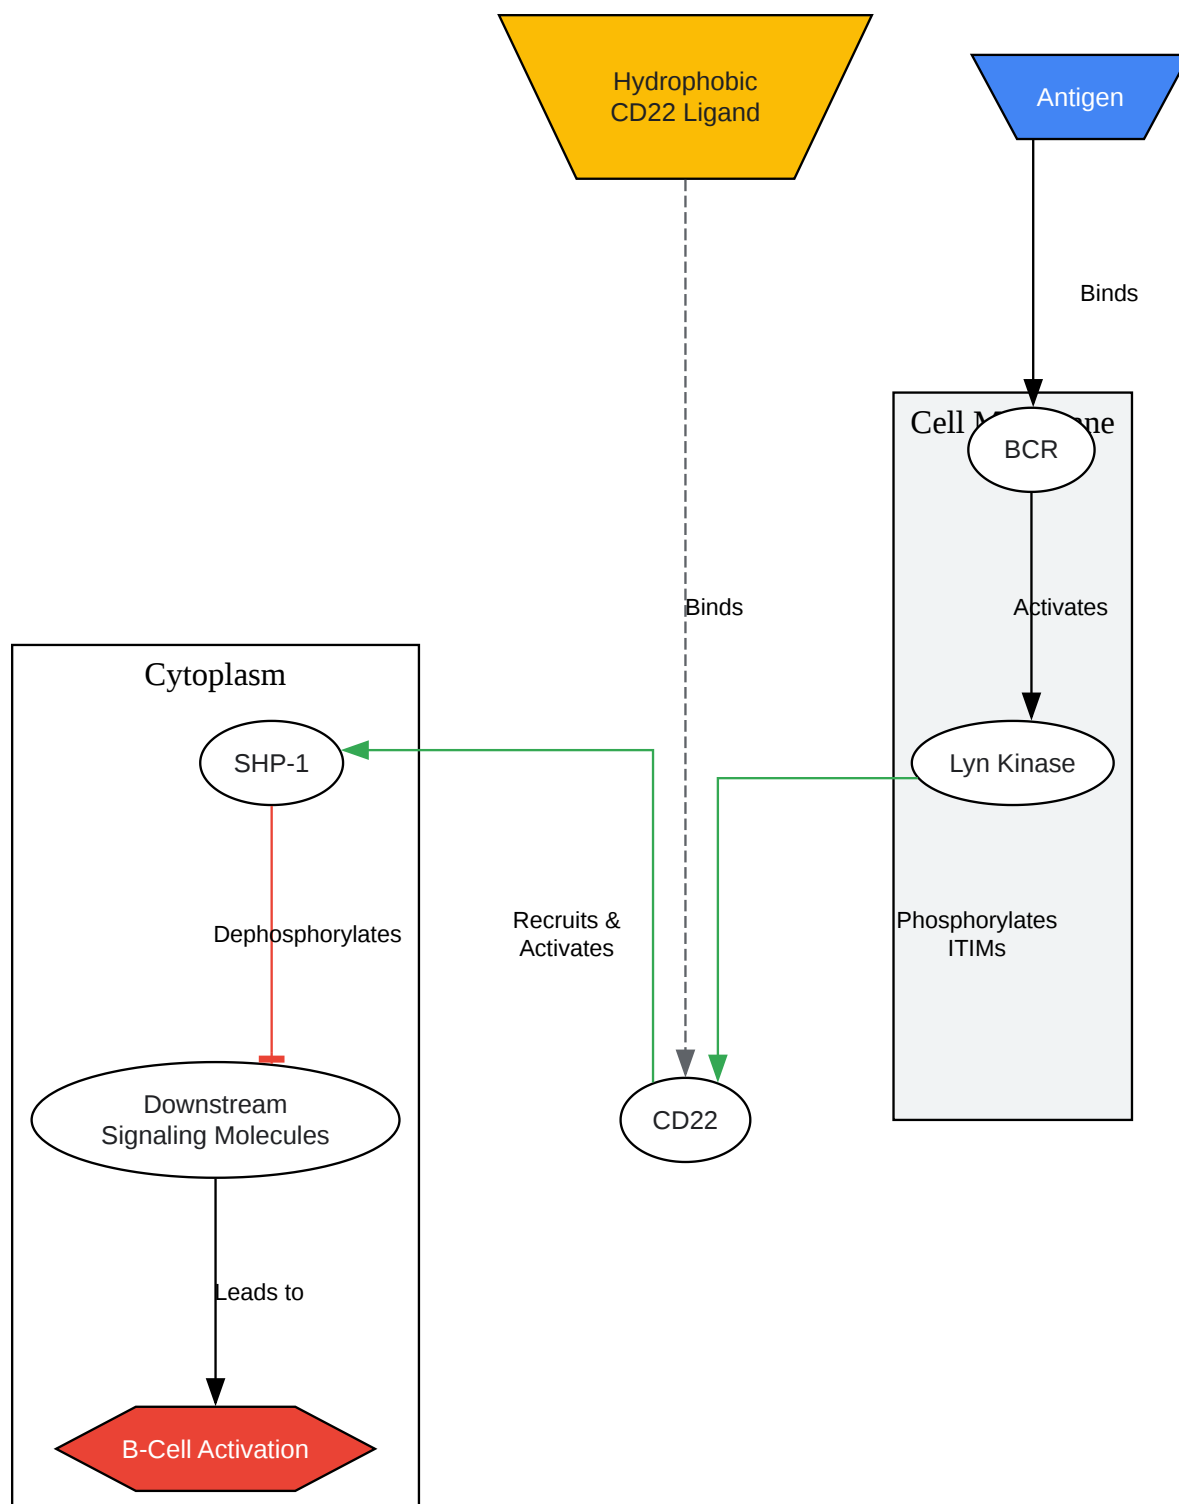 Hydrophobic
CD22 Ligand
Antigen
Binds
Cell
BCR
Activates
Binds
Cytoplasm
SHP-1
Lyn Kinase
Dephosphorylates
Recruits &
Activates
Phosphorylates
ITIMs
Downstream
Signaling Molecules
CD22
Leads to
B-Cell Activation